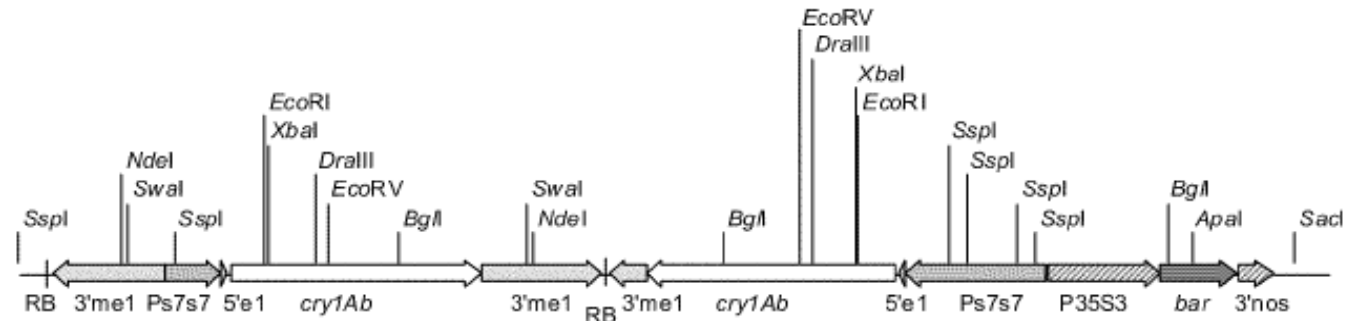 EcoRV
DraIII
EcoRI
XbaI
XbaI
EcoRI
SspI
NdeI
DraIII
SspI
SwaI
EcoRV
SwaI
SspI
BglI
SspI
SspI
BglI
NdeI
BglI
SspI
ApaI
SacI
RB 3'me1 Ps7s7 5'e1 cry1Ab 3'me1 RB 3'me1 cry1Ab 5'e1 Ps7s7 P35S3 bar 3'nos